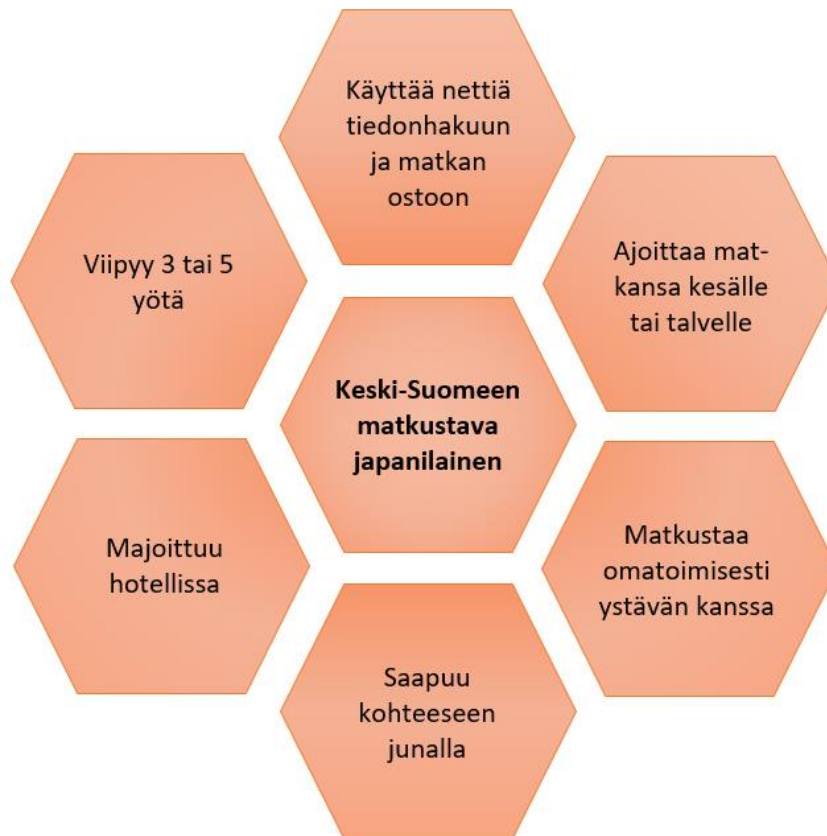 Käyttää nettiä
tiedonhakuun
ja matkan
ostoon
Viipyy 3 tai 5
yötä
Ajoittaa mat-
kansa kesälle
tai talvelle
Keski-Suomeen
matkustava
japanilainen
Majoittuu
hotellissa
Matkustaa
omatoimisesti
ystävän kanssa
Saapuu
kohteeseen
junalla